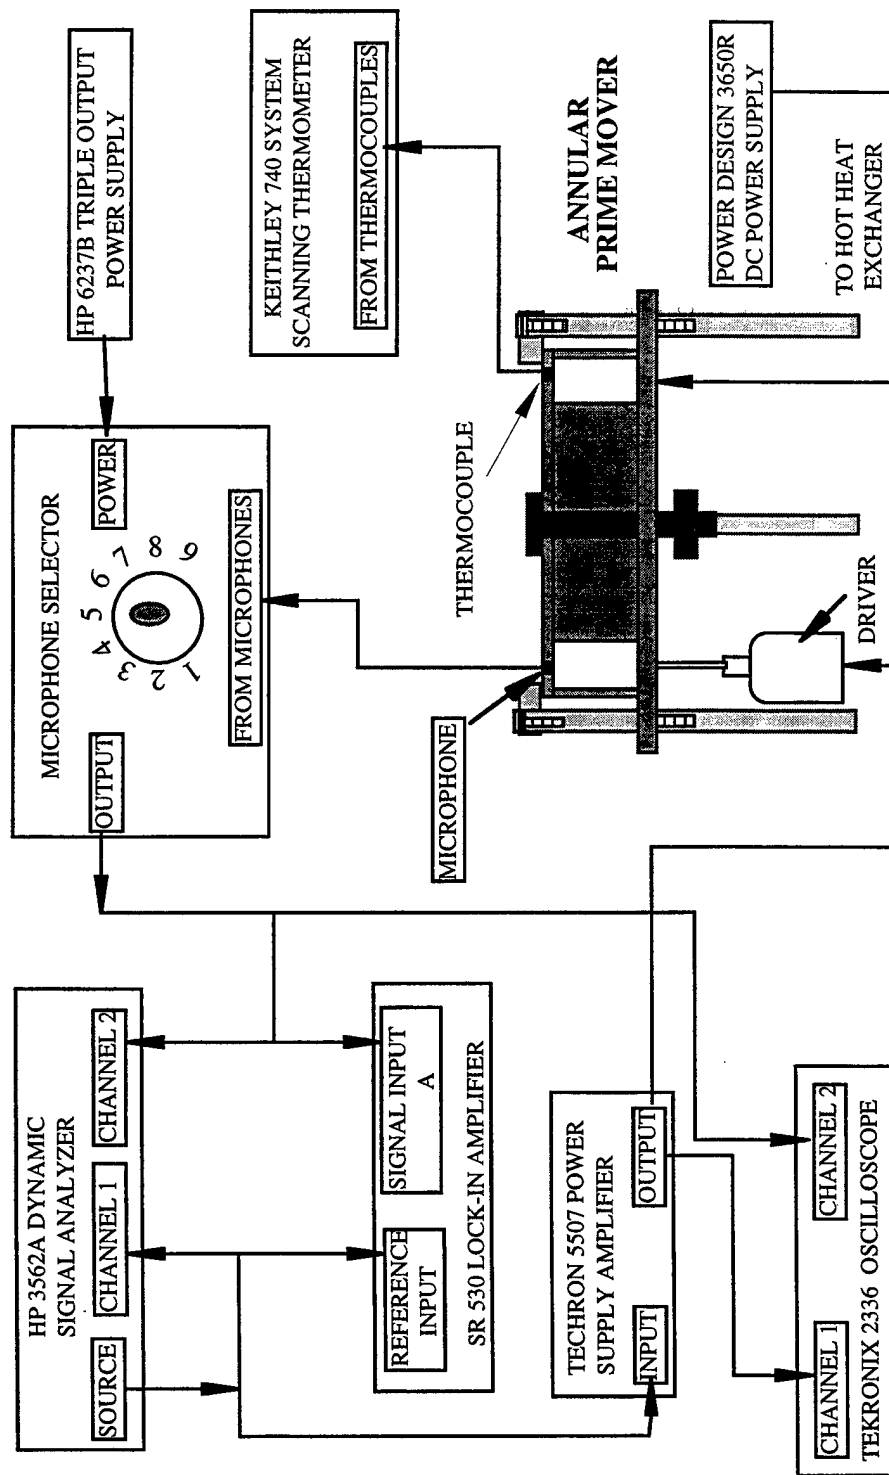 HP 3562A DYNAMIC
SIGNAL ANALYZER
SOURCE
CHANNEL 1
CHANNEL 2
MICROPHONE SELECTOR
OUTPUT
1
2
3
4
5
6
7
8
9
POWER
FROM MICROPHONES
HP 6237B TRIPLE OUTPUT
POWER SUPPLY
KEITHLEY 740 SYSTEM
SCANNING THERMOMETER
FROM THERMOCOUPLES
REFERENCE
INPUT
SIGNAL INPUT
A
SR 530 LOCK-IN AMPLIFIER
MICROPHONE
THERMOCOUPLE
ANNULAR
PRIME MOVER
TECHRON 5507 POWER
SUPPLY AMPLIFIER
INPUT
OUTPUT
DRIVER
POWER DESIGN 3650R
DC POWER SUPPLY
TO HOT HEAT
EXCHANGER
CHANNEL 1
CHANNEL 2
TEKRONIX 2336 OSCILLOSCOPE